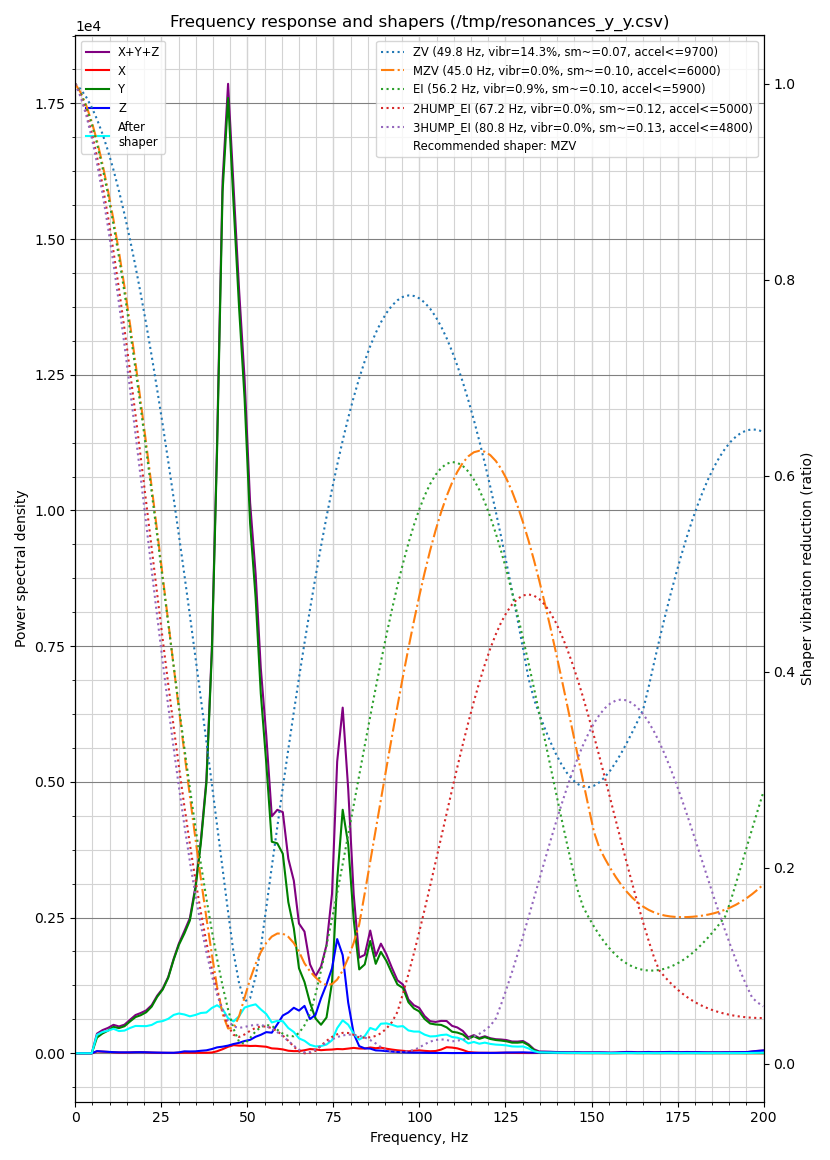 Frequency response and shapers (/tmp/resonances_y_y.csv)
1e4
X+Y+Z
X
Y
Z
After
shaper
ZV (49.8 Hz, vibr=14.3%, sm~=0.07, accel<=9700)
MZV (45.0 Hz, vibr=0.0%, sm~=0.10, accel<=6000)
EI (56.2 Hz, vibr=0.9%, sm~=0.10, accel<=5900)
2HUMP_EI (67.2 Hz, vibr=0.0%, sm~=0.12, accel<=5000)
3HUMP_EI (80.8 Hz, vibr=0.0%, sm~=0.13, accel<=4800)
Recommended shaper: MZV
Power spectral density
1.75
1.50
1.25
1.00
0.75
0.50
0.25
0.00
1.0
0.8
0.6
0.4
0.2
0.0
Shaper vibration reduction (ratio)
0 25 50 75 100 125 150 175 200
Frequency, Hz